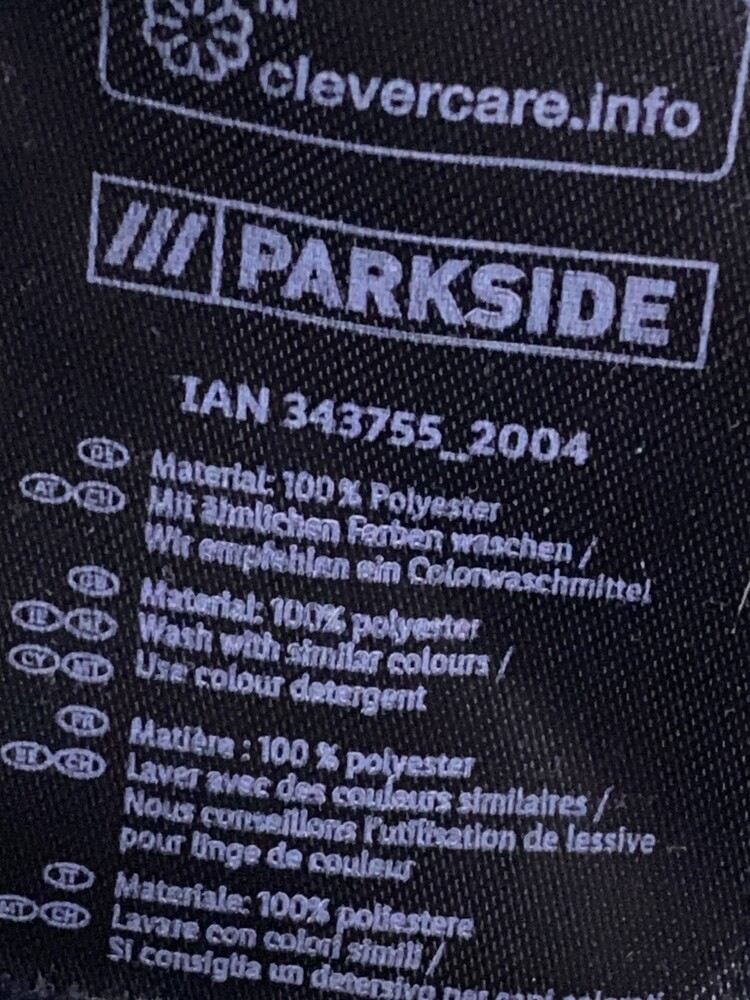 TM
clevercare.info
/// PARKSIDE
IAN 343755_2004
DE Material: 100 % Polyester
AT CH Mit ähnlichen Farben waschen /
Wir empfehlen ein Colorwaschmittel
GB Material: 100% polyester
IE Wash with similar colours /
CY MT Use colour detergent
FR Matière : 100 % polyester
BE CH Laver avec des couleurs similaires /
Nous conseillons l'utilisation de lessive
pour linge de couleur
IT Materiale: 100% poliestere
MT CH Lavare con colori simili /
Si consiglia un detersivo per